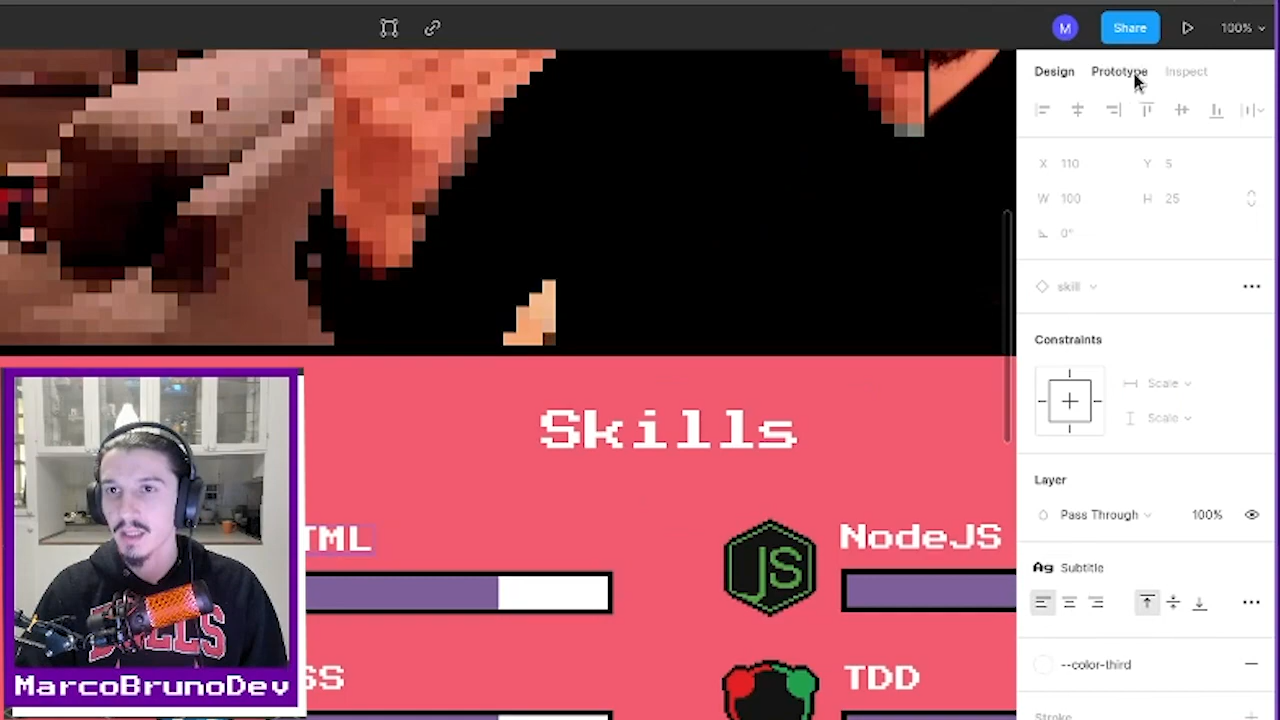 M Share 100%
Design Prototype Inspect
X 110 Y 5
W 100 H 25
0°
skill
Constraints
Scale
Scale
Layer
Pass Through 100%
Ag Subtitle
--color-third
Stroke
Skills
TML
NodeJS
JS
SS
TDD
MarcoBrunoDev